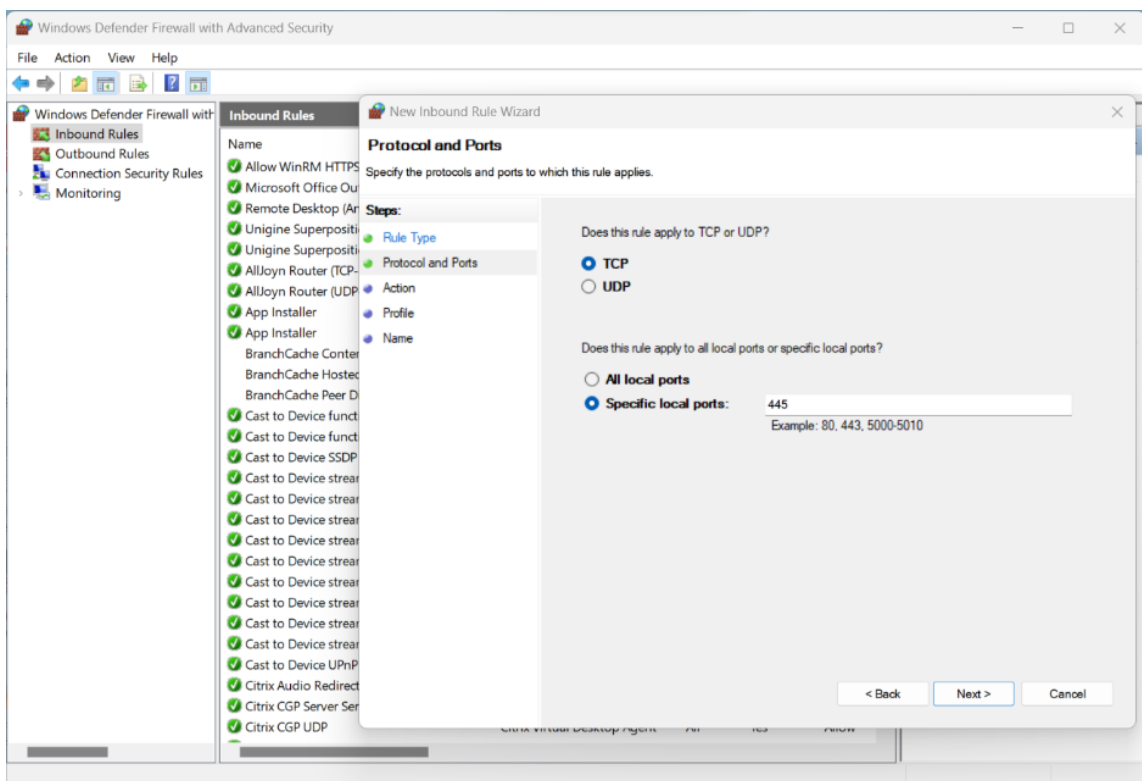 Windows Defender Firewall with Advanced Security
File Action View Help
Windows Defender Firewall with
Inbound Rules
Outbound Rules
Connection Security Rules
Monitoring
Inbound Rules
Name
Allow WinRM HTTPS
Microsoft Office Ou
Remote Desktop (An
Unigine Superpositi
Unigine Superpositi
AllJoyn Router (TCP-
AllJoyn Router (UDP
App Installer
App Installer
BranchCache Conter
BranchCache Hosted
BranchCache Peer D
Cast to Device funct
Cast to Device funct
Cast to Device SSDP
Cast to Device strear
Cast to Device strear
Cast to Device strear
Cast to Device strear
Cast to Device strear
Cast to Device strear
Cast to Device strear
Cast to Device strear
Cast to Device strear
Cast to Device UPnP
Citrix Audio Redirect
Citrix CGP Server Ser
Citrix CGP UDP
Citrix Virtual Desktop Agent All Yes Allow
New Inbound Rule Wizard
Protocol and Ports
Specify the protocols and ports to which this rule applies.
Steps:
Rule Type
Protocol and Ports
Action
Profile
Name
Does this rule apply to TCP or UDP?
TCP
UDP
Does this rule apply to all local ports or specific local ports?
All local ports
Specific local ports: 445
Example: 80, 443, 5000-5010
< Back Next > Cancel